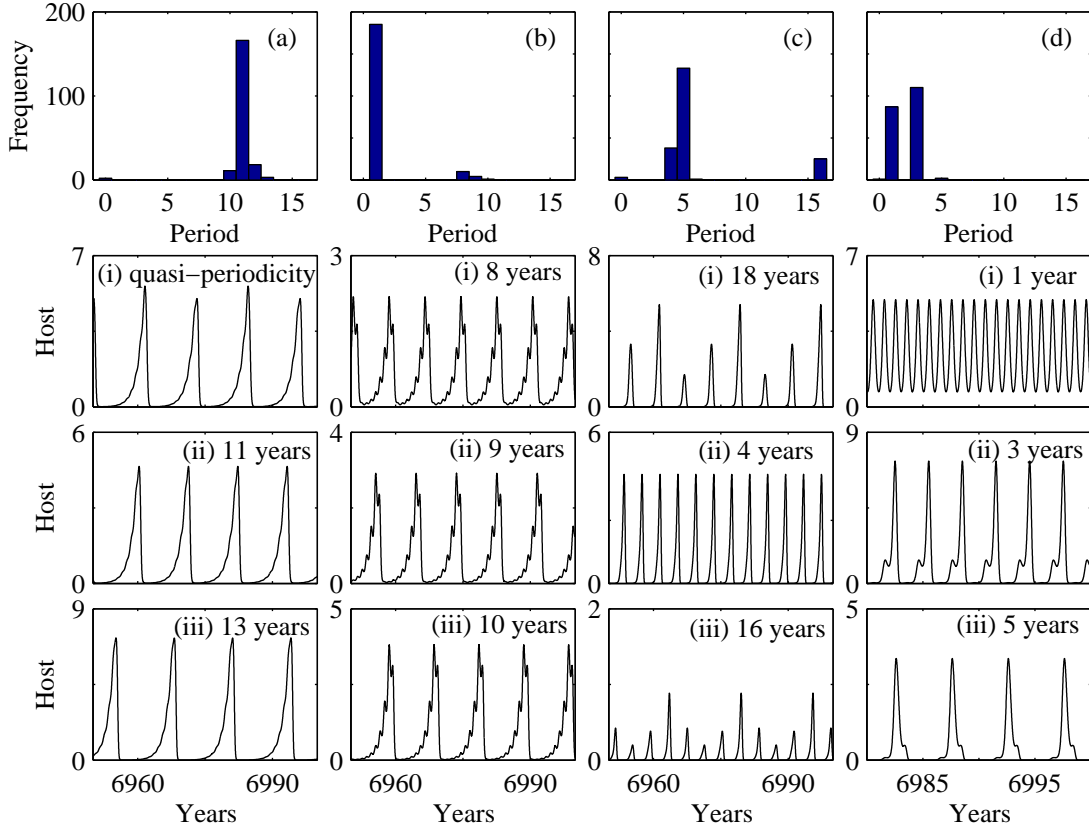 200
100
0
Frequency
(a)
(b)
(c)
(d)
0 5 10 15
0 5 10 15
0 5 10 15
0 5 10 15
Period
Period
Period
Period
7
0
Host
(i) quasi−periodicity
3
0
(i) 8 years
8
0
(i) 18 years
7
0
(i) 1 year
6
0
Host
(ii) 11 years
4
0
(ii) 9 years
6
0
(ii) 4 years
9
0
(ii) 3 years
9
0
Host
(iii) 13 years
5
0
(iii) 10 years
2
0
(iii) 16 years
5
0
(iii) 5 years
6960 6990
6960 6990
6960 6990
6985 6995
Years
Years
Years
Years